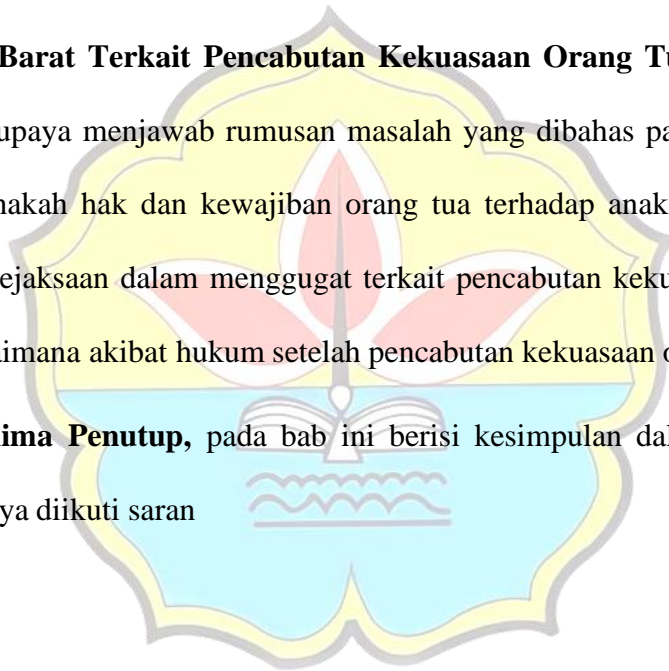 Barat Terkait Pencabutan Kekuasaan Orang Tu
upaya menjawab rumusan masalah yang dibahas pa
nakah hak dan kewajiban orang tua terhadap anak
ejaksaan dalam menggugat terkait pencabutan keku
aimana akibat hukum setelah pencabutan kekuasaan o
ima Penutup, pada bab ini berisi kesimpulan dal
ya diikuti saran